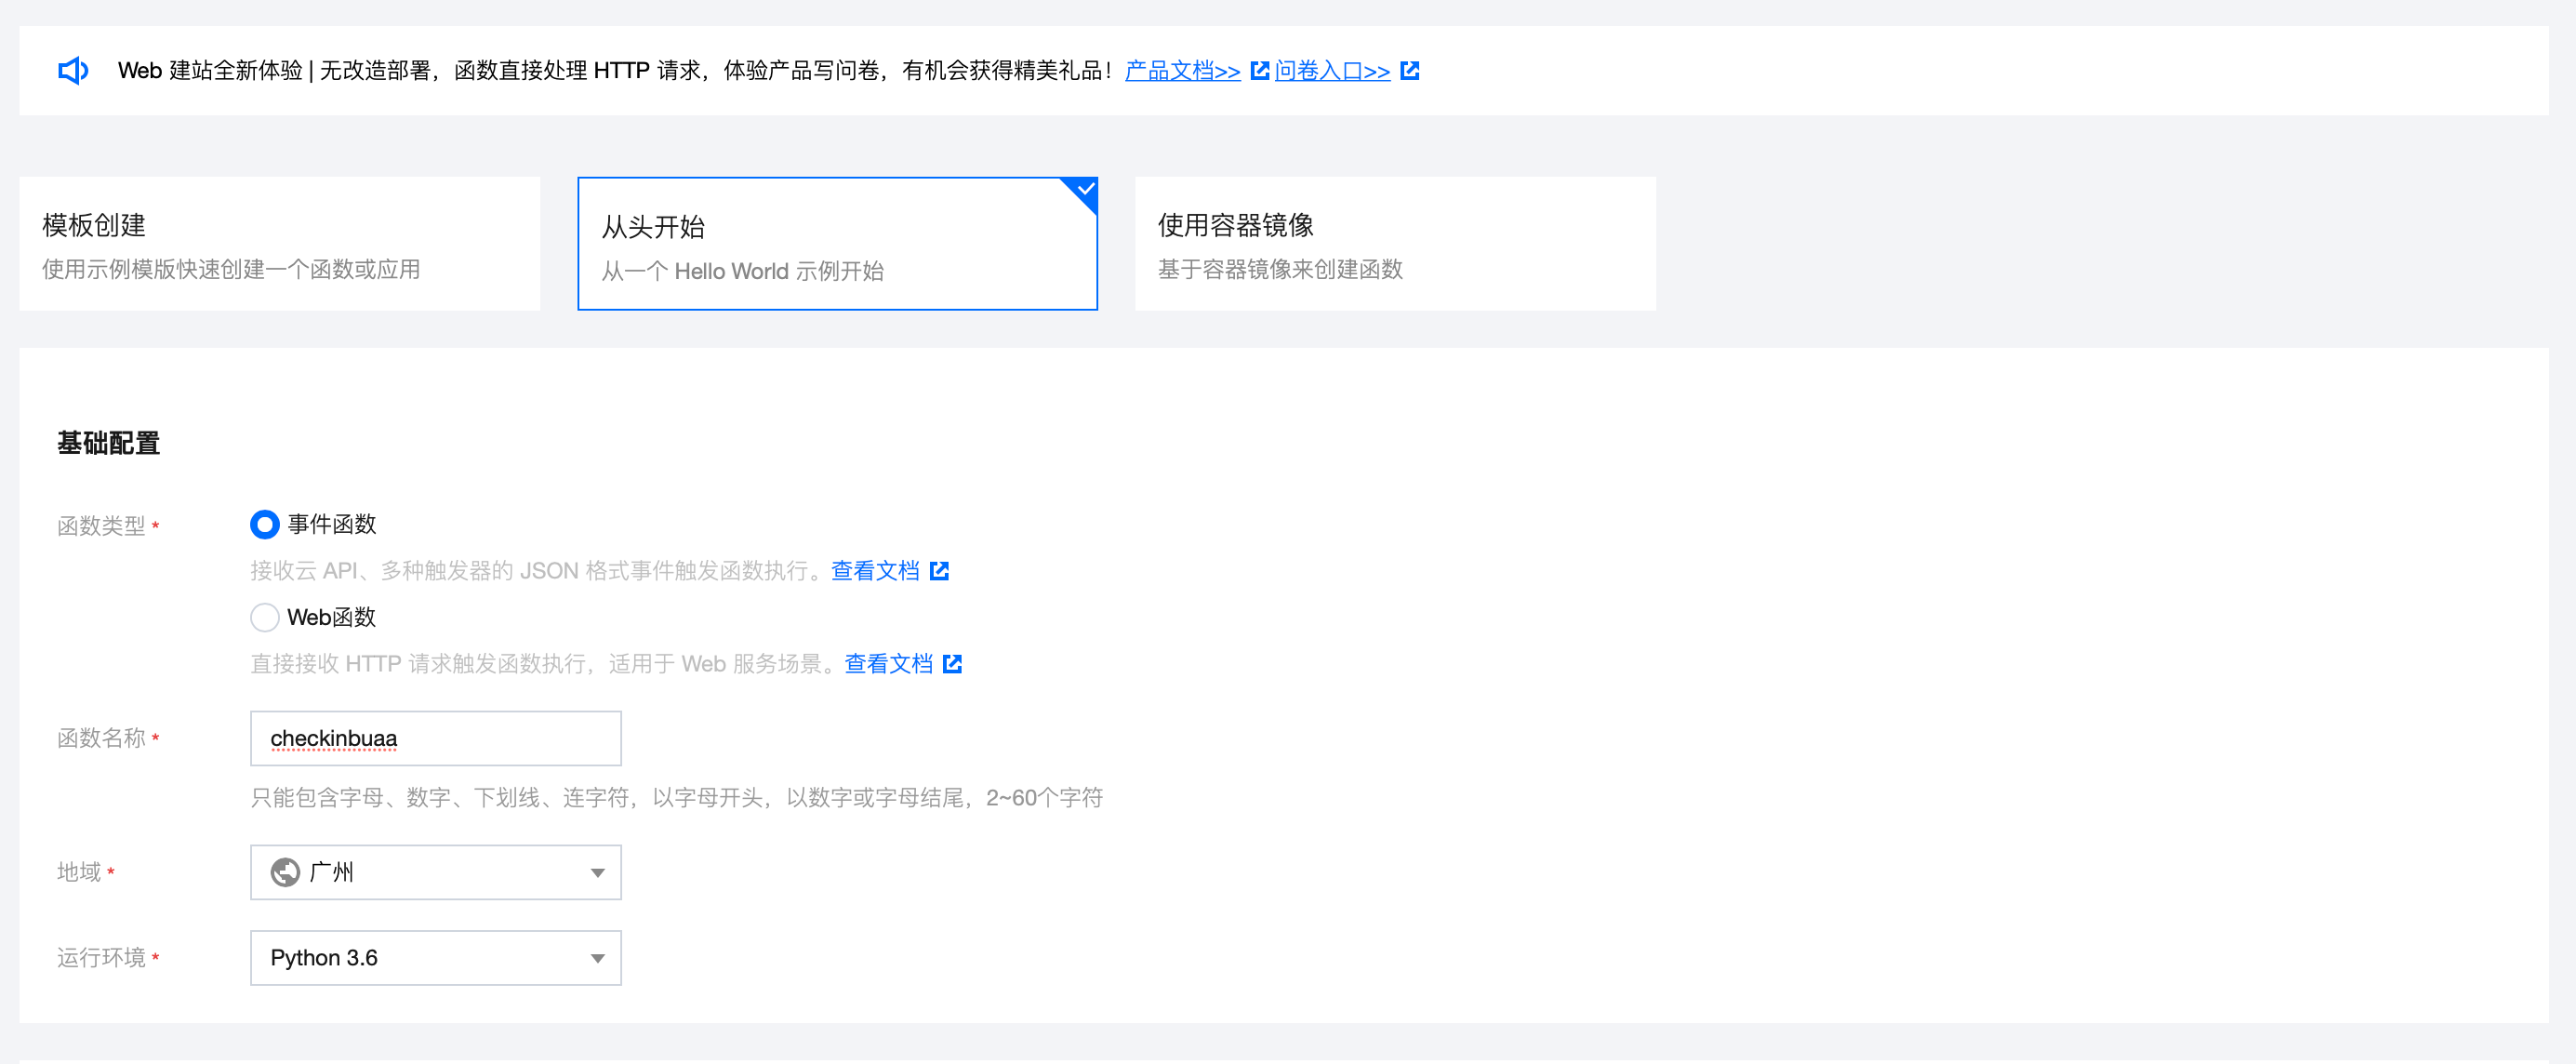 Web 建站全新体验 | 无改造部署，函数直接处理 HTTP 请求，体验产品写问卷，有机会获得精美礼品！产品文档>> 问卷入口>>
模板创建
使用示例模版快速创建一个函数或应用
从头开始
从一个 Hello World 示例开始
使用容器镜像
基于容器镜像来创建函数
基础配置
函数类型* 事件函数
接收云 API、多种触发器的 JSON 格式事件触发函数执行。查看文档
Web函数
直接接收 HTTP 请求触发函数执行，适用于 Web 服务场景。查看文档
函数名称* checkinbuaa
只能包含字母、数字、下划线、连字符，以字母开头，以数字或字母结尾，2~60个字符
地域* 广州
运行环境* Python 3.6